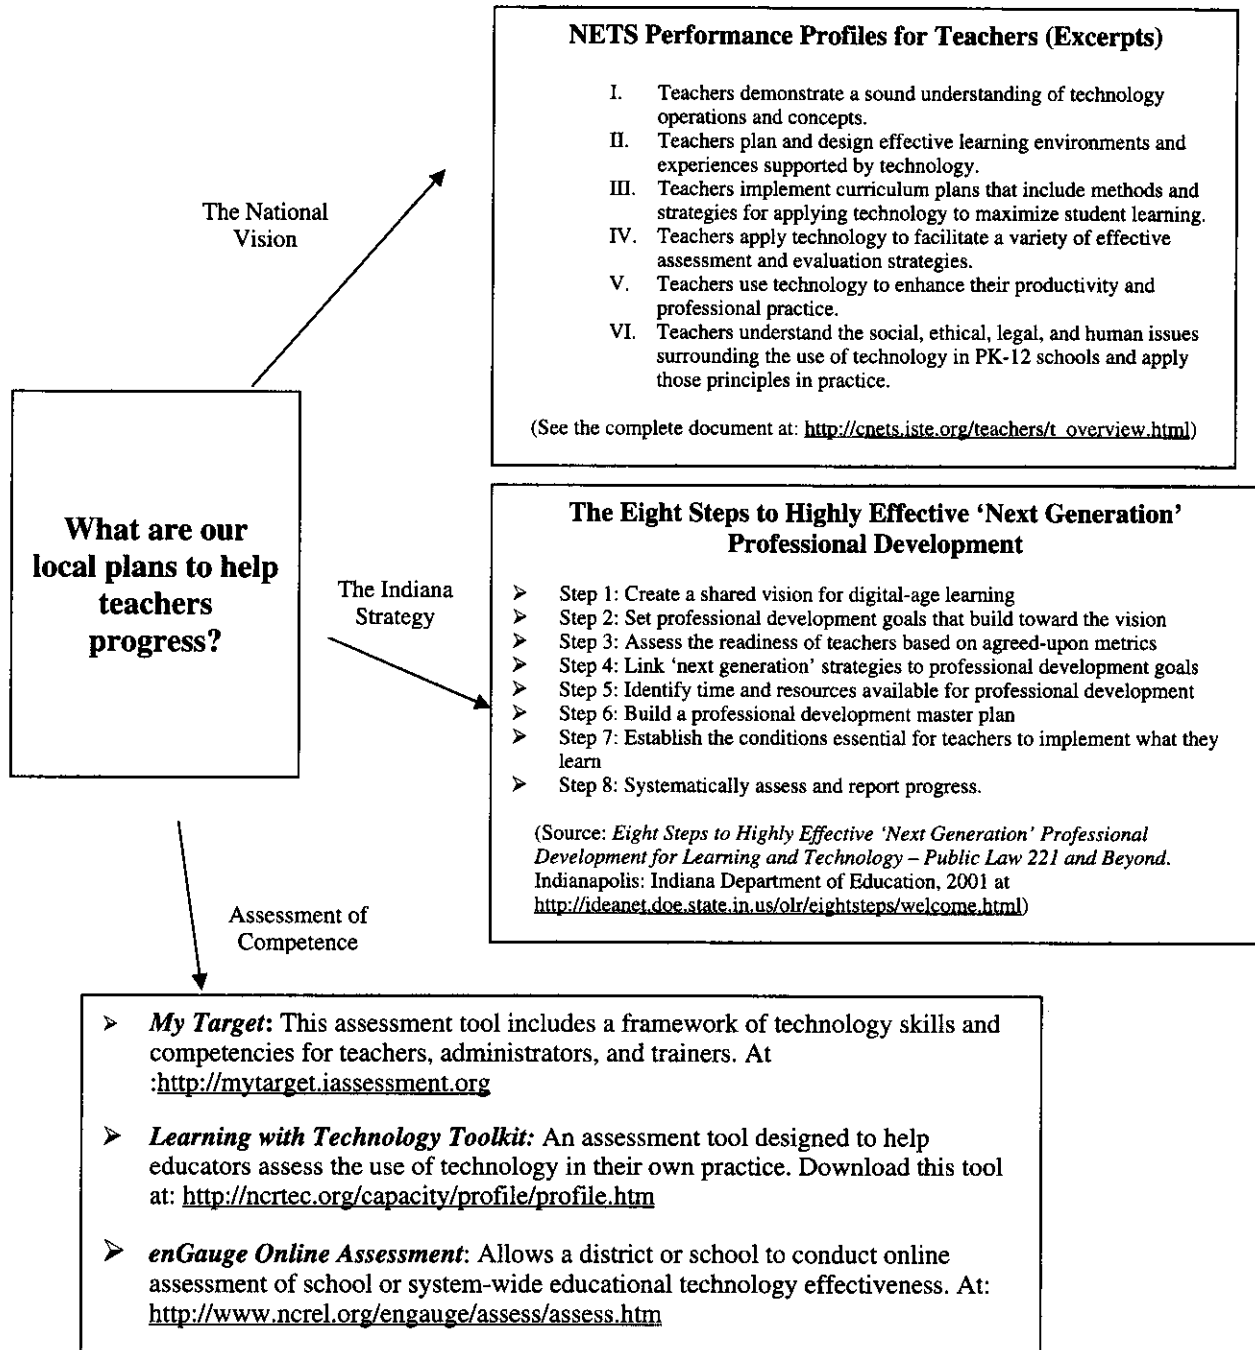 NETS Performance Profiles for Teachers (Excerpts)
I. Teachers demonstrate a sound understanding of technology
operations and concepts.
II. Teachers plan and design effective learning environments and
experiences supported by technology.
III. Teachers implement curriculum plans that include methods and
strategies for applying technology to maximize student learning.
IV. Teachers apply technology to facilitate a variety of effective
assessment and evaluation strategies.
V. Teachers use technology to enhance their productivity and
professional practice.
VI. Teachers understand the social, ethical, legal, and human issues
surrounding the use of technology in PK-12 schools and apply
those principles in practice.
(See the complete document at: http://cnets.iste.org/teachers/t_overview.html)
The National
Vision
What are our
local plans to help
teachers
progress?
The Indiana
Strategy
The Eight Steps to Highly Effective ‘Next Generation’
Professional Development
➢ Step 1: Create a shared vision for digital-age learning
➢ Step 2: Set professional development goals that build toward the vision
➢ Step 3: Assess the readiness of teachers based on agreed-upon metrics
➢ Step 4: Link ‘next generation’ strategies to professional development goals
➢ Step 5: Identify time and resources available for professional development
➢ Step 6: Build a professional development master plan
➢ Step 7: Establish the conditions essential for teachers to implement what they
learn
➢ Step 8: Systematically assess and report progress.
(Source: Eight Steps to Highly Effective ‘Next Generation’ Professional
Development for Learning and Technology – Public Law 221 and Beyond.
Indianapolis: Indiana Department of Education, 2001 at
http://ideanet.doe.state.in.us/olr/eightsteps/welcome.html)
Assessment of
Competence
➢ My Target: This assessment tool includes a framework of technology skills and
competencies for teachers, administrators, and trainers. At
:http://mytarget.iassessment.org
➢ Learning with Technology Toolkit: An assessment tool designed to help
educators assess the use of technology in their own practice. Download this tool
at: http://ncrtec.org/capacity/profile/profile.htm
➢ enGauge Online Assessment: Allows a district or school to conduct online
assessment of school or system-wide educational technology effectiveness. At:
http://www.ncrel.org/engauge/assess/assess.htm